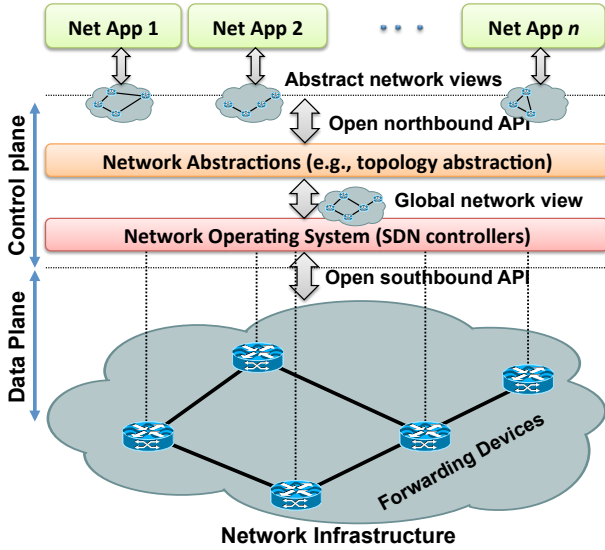 Net App 1
Net App 2
Net App n
Abstract network views
Open northbound API
Network Abstractions (e.g., topology abstraction)
Global network view
Network Operating System (SDN controllers)
Open southbound API
Control plane
Data Plane
Forwarding Devices
Network Infrastructure